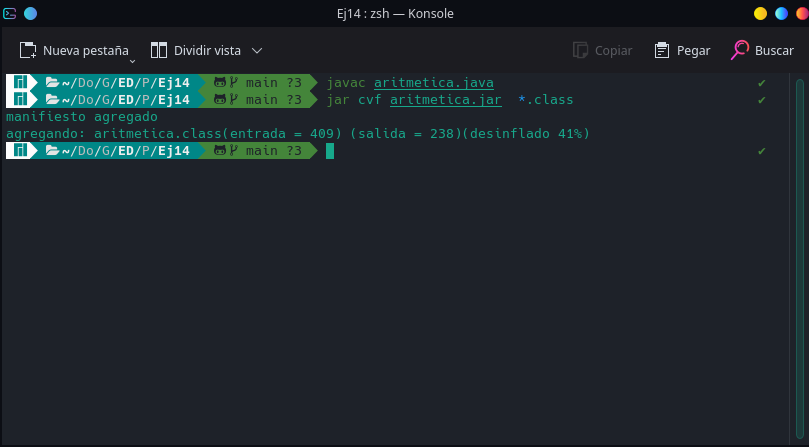 Ej14 : zsh — Konsole
Nueva pestaña Dividir vista Copiar Pegar Buscar
~/Do/G/ED/P/Ej14 main ?3 javac aritmetica.java ✔
~/Do/G/ED/P/Ej14 main ?3 jar cvf aritmetica.jar *.class ✔
manifiesto agregado
agregando: aritmetica.class(entrada = 409) (salida = 238)(desinflado 41%)
~/Do/G/ED/P/Ej14 main ?3 ✔